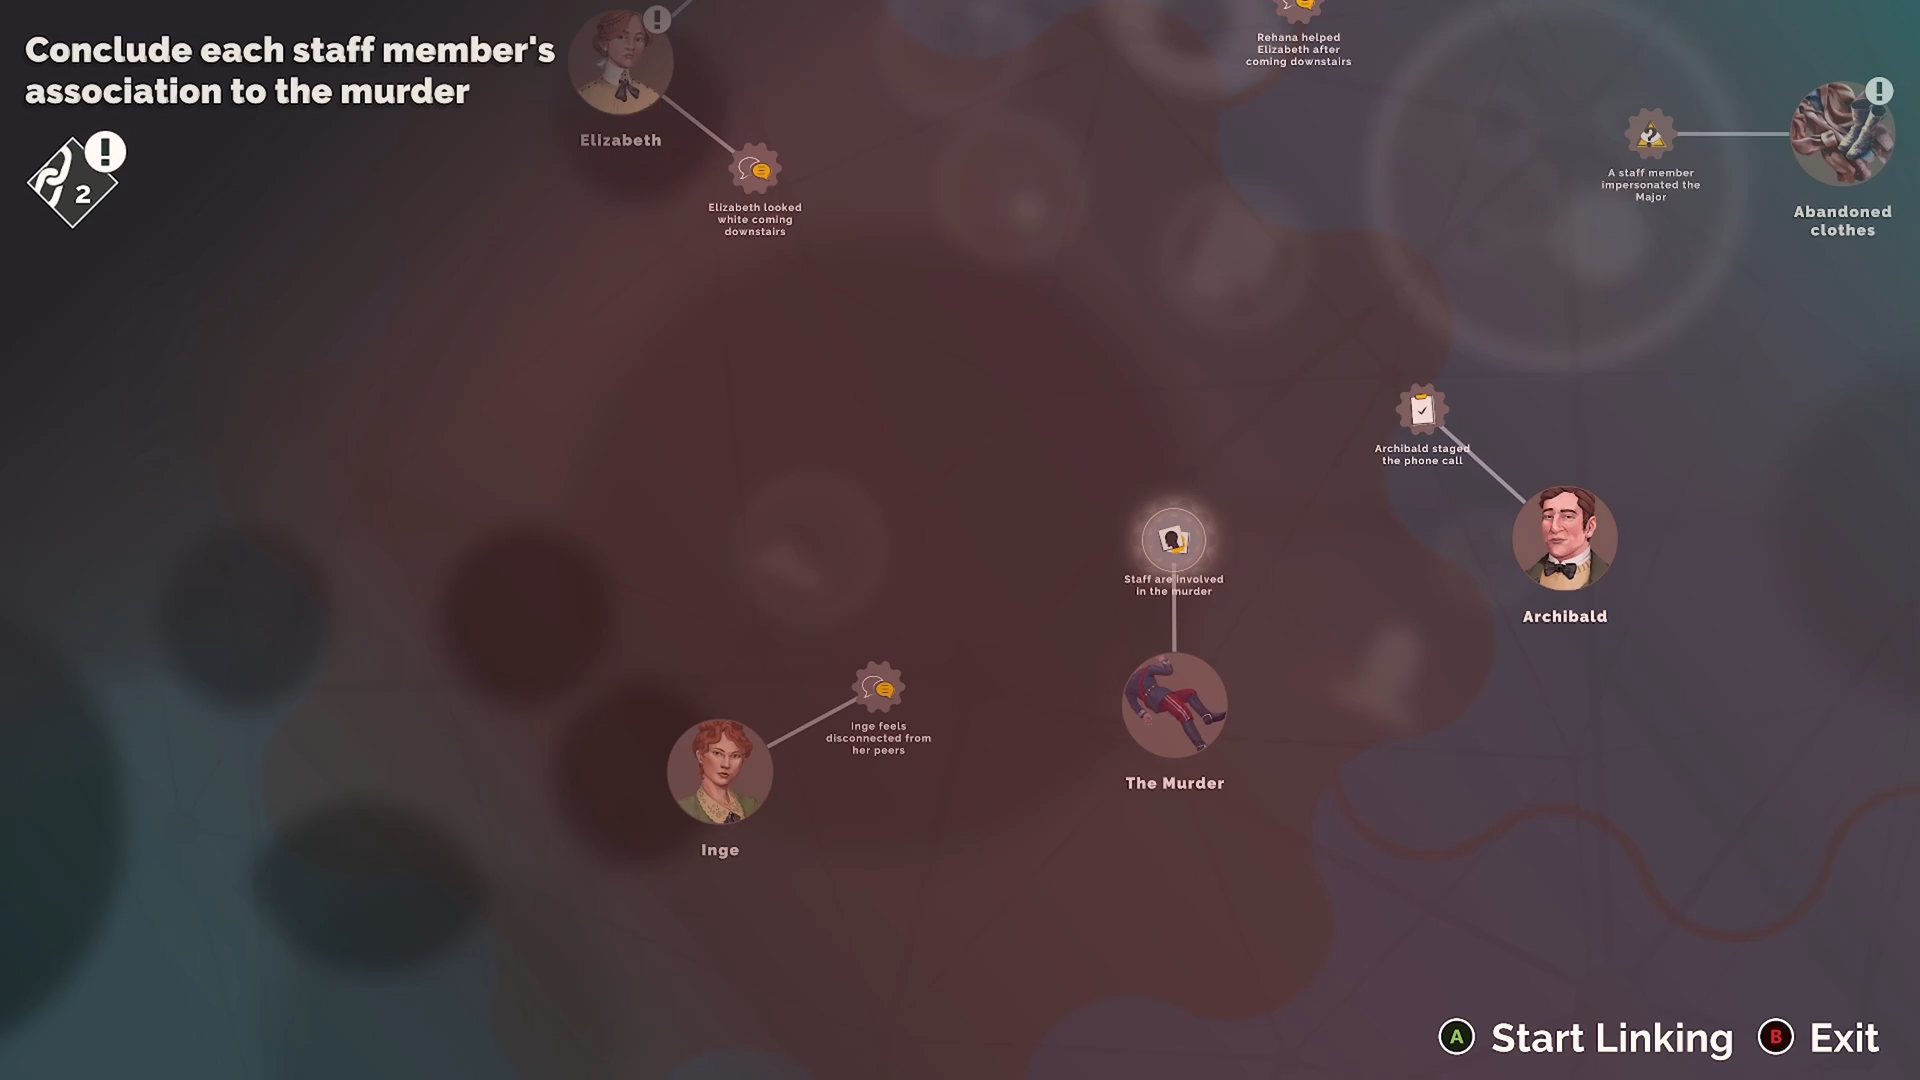 Conclude each staff member's
association to the murder
2
Elizabeth
Elizabeth looked
white coming
downstairs
Rehana helped
Elizabeth after
coming downstairs
A staff member
impersonated the
Major
Abandoned
clothes
Archibald staged
the phone call
Archibald
Staff are involved
in the murder
The Murder
Inge feels
disconnected from
her peers
Inge
A Start Linking B Exit